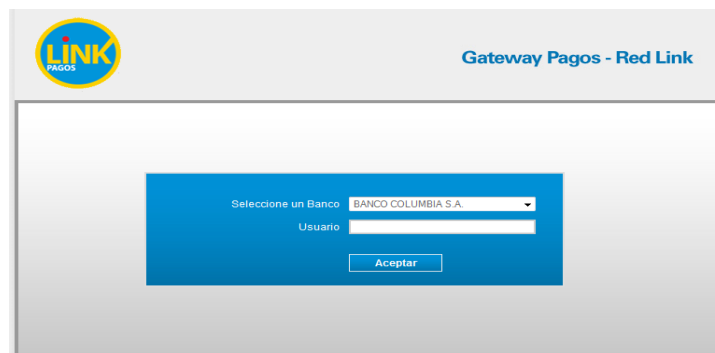 LINK
PAGOS
Gateway Pagos - Red Link
Seleccione un Banco BANCO COLUMBIA S.A.
Usuario
Aceptar